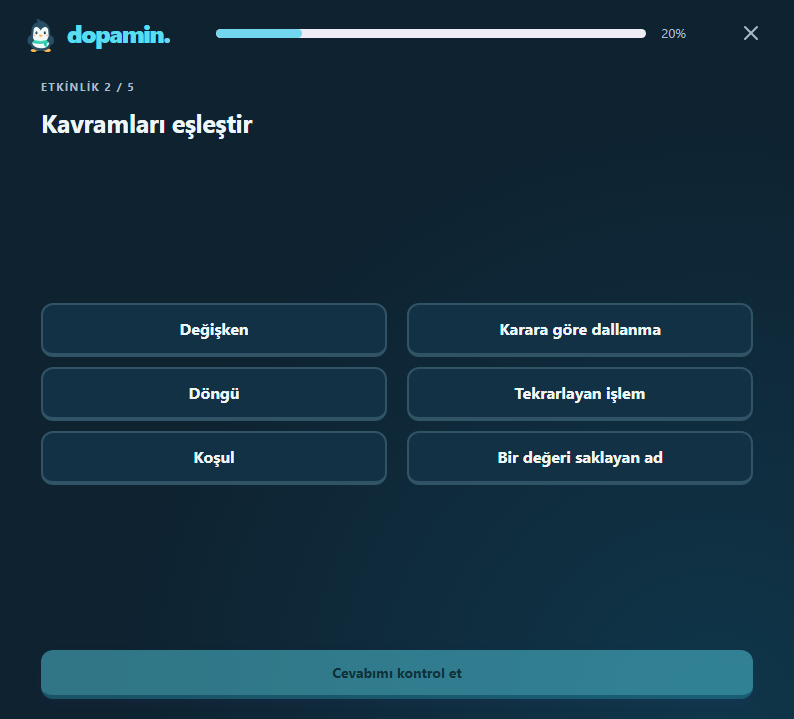 dopamin.
20%
ETKİNLİK 2 / 5
Kavramları eşleştir
Değişken
Karara göre dallanma
Döngü
Tekrarlayan işlem
Koşul
Bir değeri saklayan ad
Cevabımı kontrol et